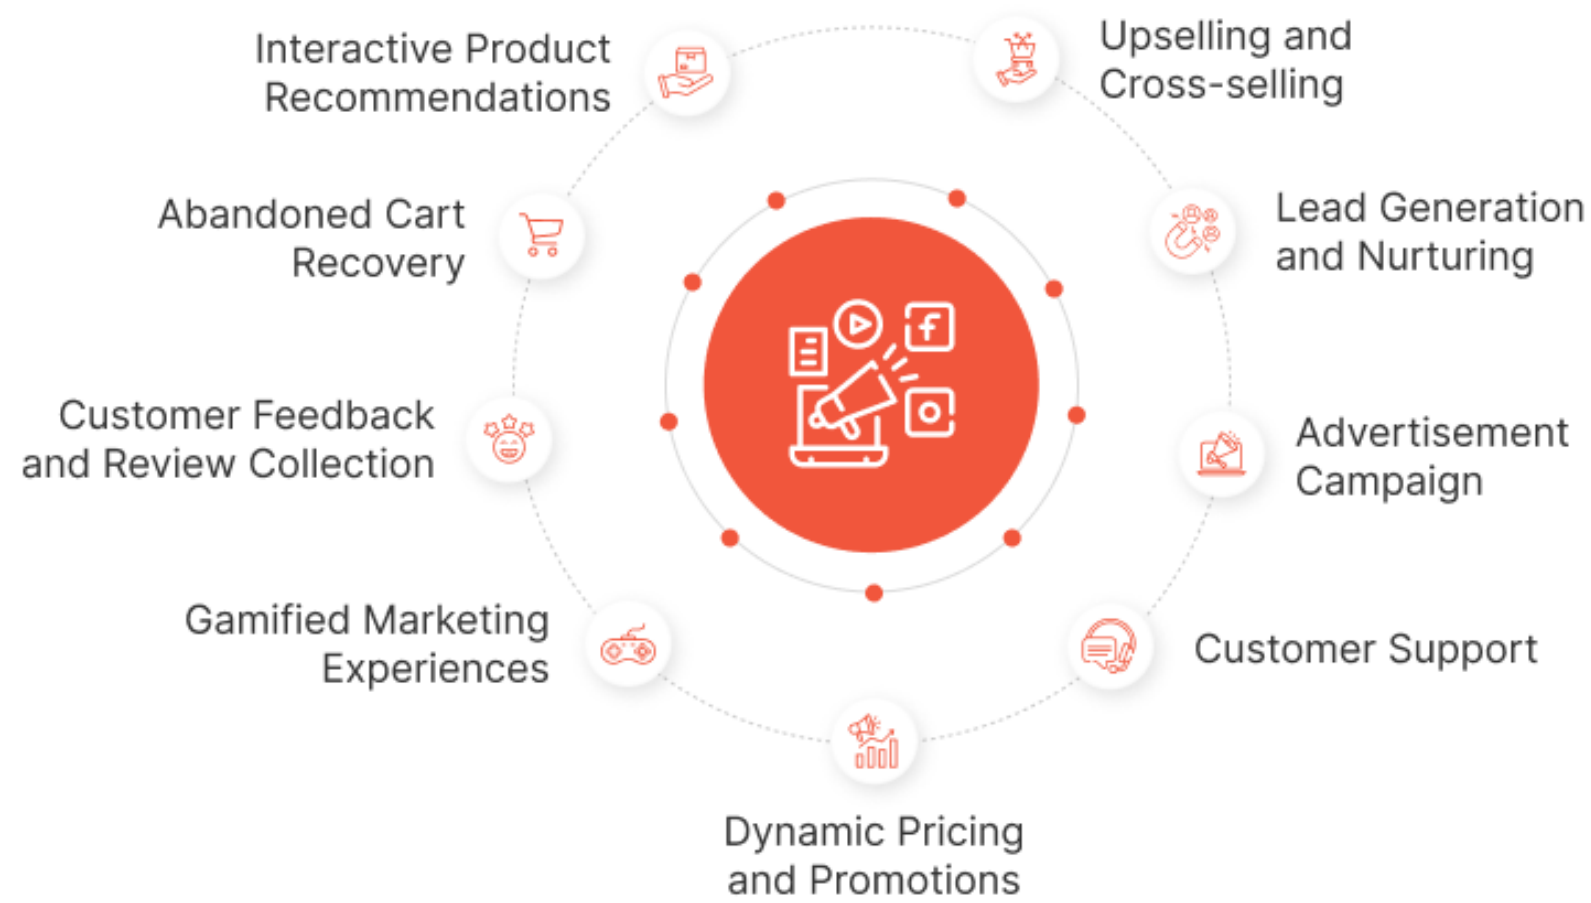 Interactive Product
Recommendations
Upselling and
Cross-selling
Abandoned Cart
Recovery
Lead Generation
and Nurturing
Customer Feedback
and Review Collection
Advertisement
Campaign
Gamified Marketing
Experiences
Customer Support
Dynamic Pricing
and Promotions